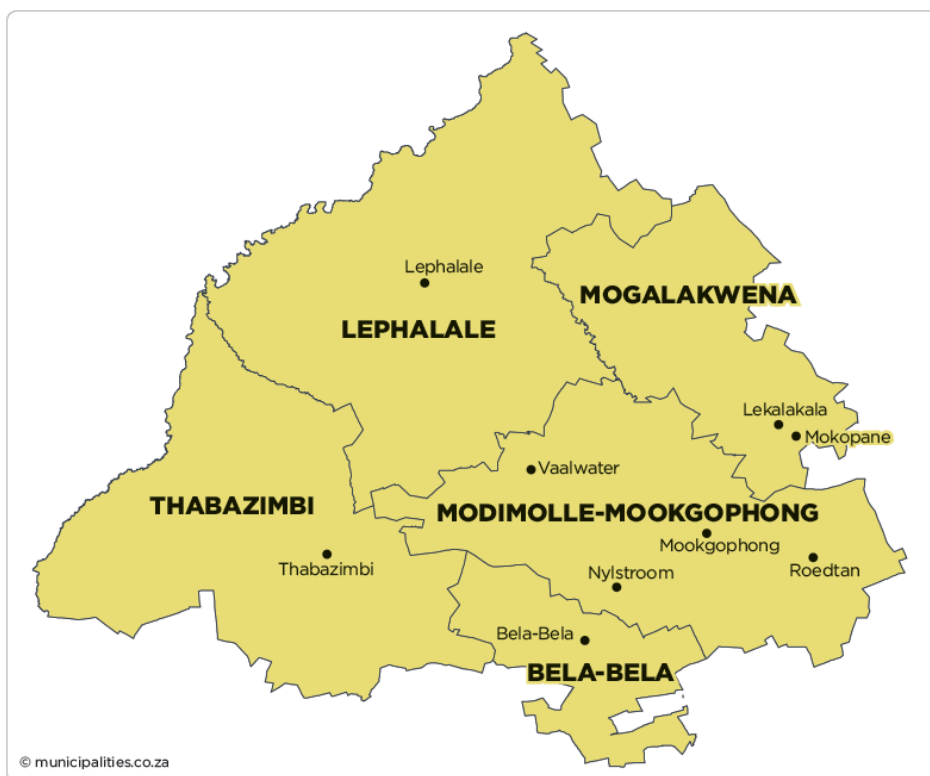 Lephalale
MOGALAKWENA
LEPHALALE
Lekalakala
Mokopane
Vaalwater
THABAZIMBI
MODIMOLLE-MOOKGOPHONG
Mookgophong
Thabazimbi
Nylstroom
Roedtan
Bela-Bela
BELA-BELA
© municipalities.co.za